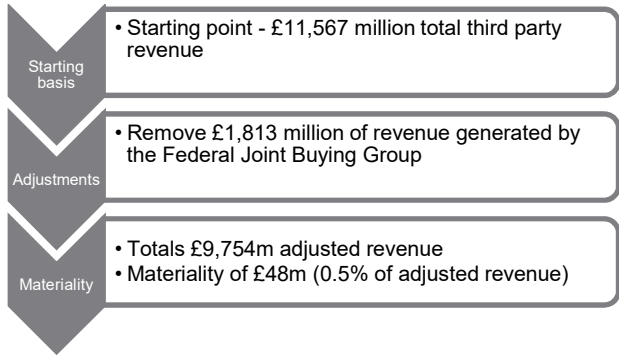 Starting
basis
• Starting point - £11,567 million total third party
revenue
Adjustments
• Remove £1,813 million of revenue generated by
the Federal Joint Buying Group
Materiality
• Totals £9,754m adjusted revenue
• Materiality of £48m (0.5% of adjusted revenue)